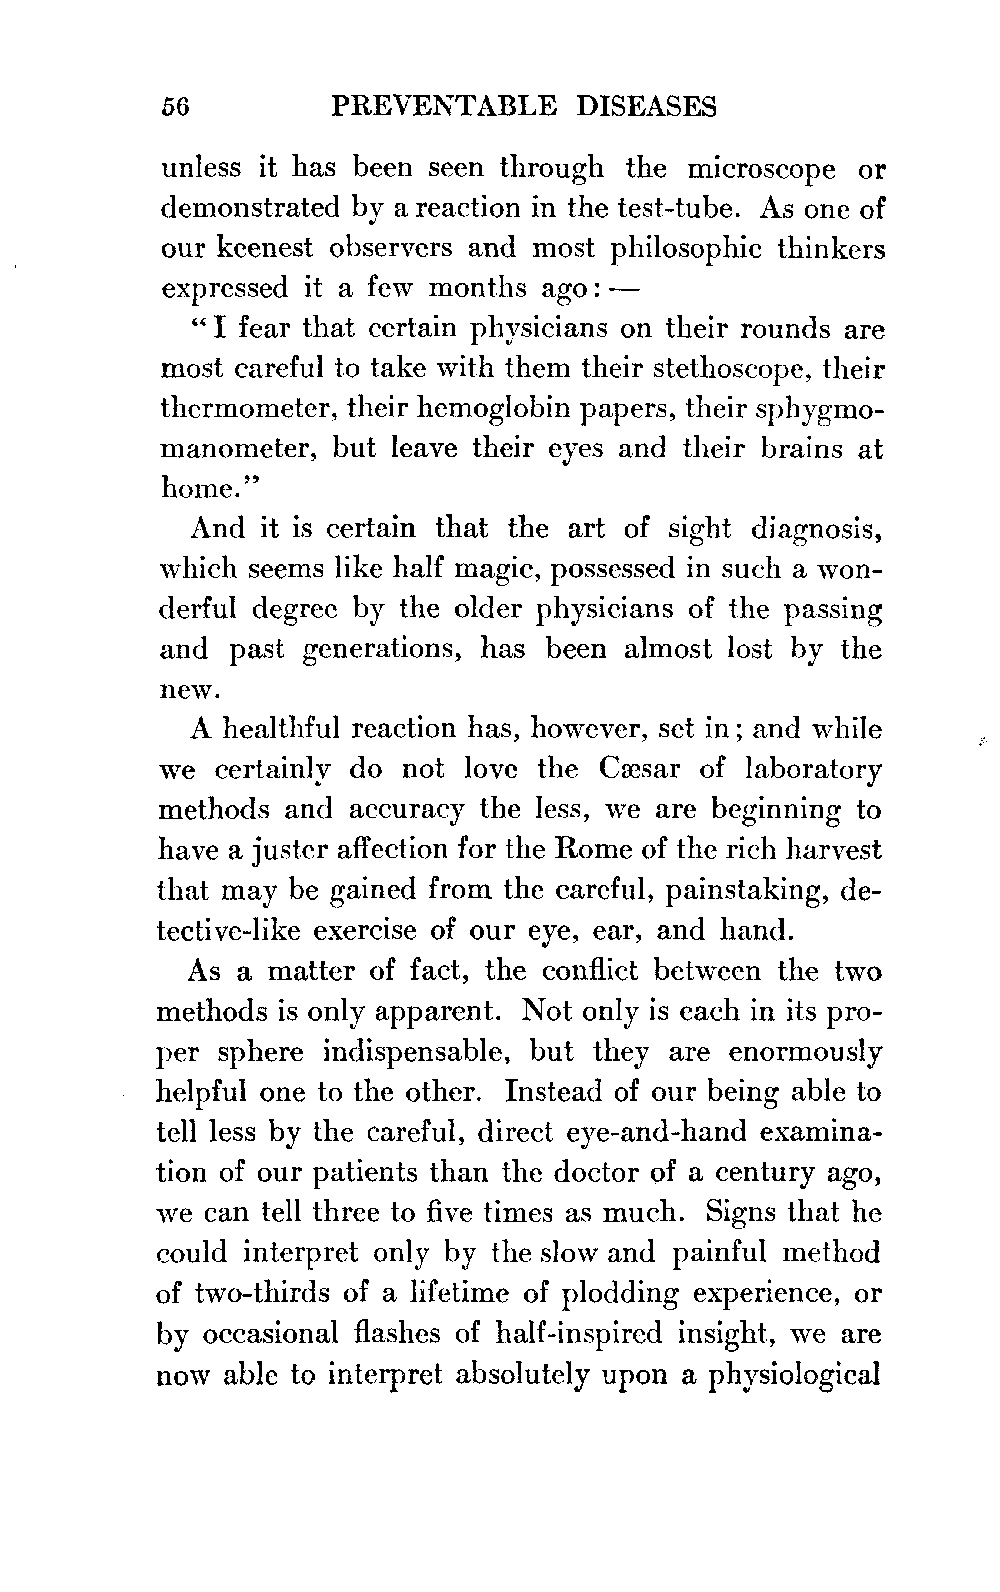 56 PREVENTABLE DISEASES
unless it has been seen through the microscope or
demonstrated by a reaction in the test-tube. As one of
our keenest observers and most philosophic thinkers
expressed it a few months ago: —
“I fear that certain physicians on their rounds are
most careful to take with them their stethoscope, their
thermometer, their hemoglobin papers, their sphygmo-
manometer, but leave their eyes and their brains at
home.”
And it is certain that the art of sight diagnosis,
which seems like half magic, possessed in such a won-
derful degree by the older physicians of the passing
and past generations, has been almost lost by the
new.
A healthful reaction has, however, set in; and while
we certainly do not love the Cæsar of laboratory
methods and accuracy the less, we are beginning to
have a juster affection for the Rome of the rich harvest
that may be gained from the careful, painstaking, de-
tective-like exercise of our eye, ear, and hand.
As a matter of fact, the conflict between the two
methods is only apparent. Not only is each in its pro-
per sphere indispensable, but they are enormously
helpful one to the other. Instead of our being able to
tell less by the careful, direct eye-and-hand examina-
tion of our patients than the doctor of a century ago,
we can tell three to five times as much. Signs that he
could interpret only by the slow and painful method
of two-thirds of a lifetime of plodding experience, or
by occasional flashes of half-inspired insight, we are
now able to interpret absolutely upon a physiological